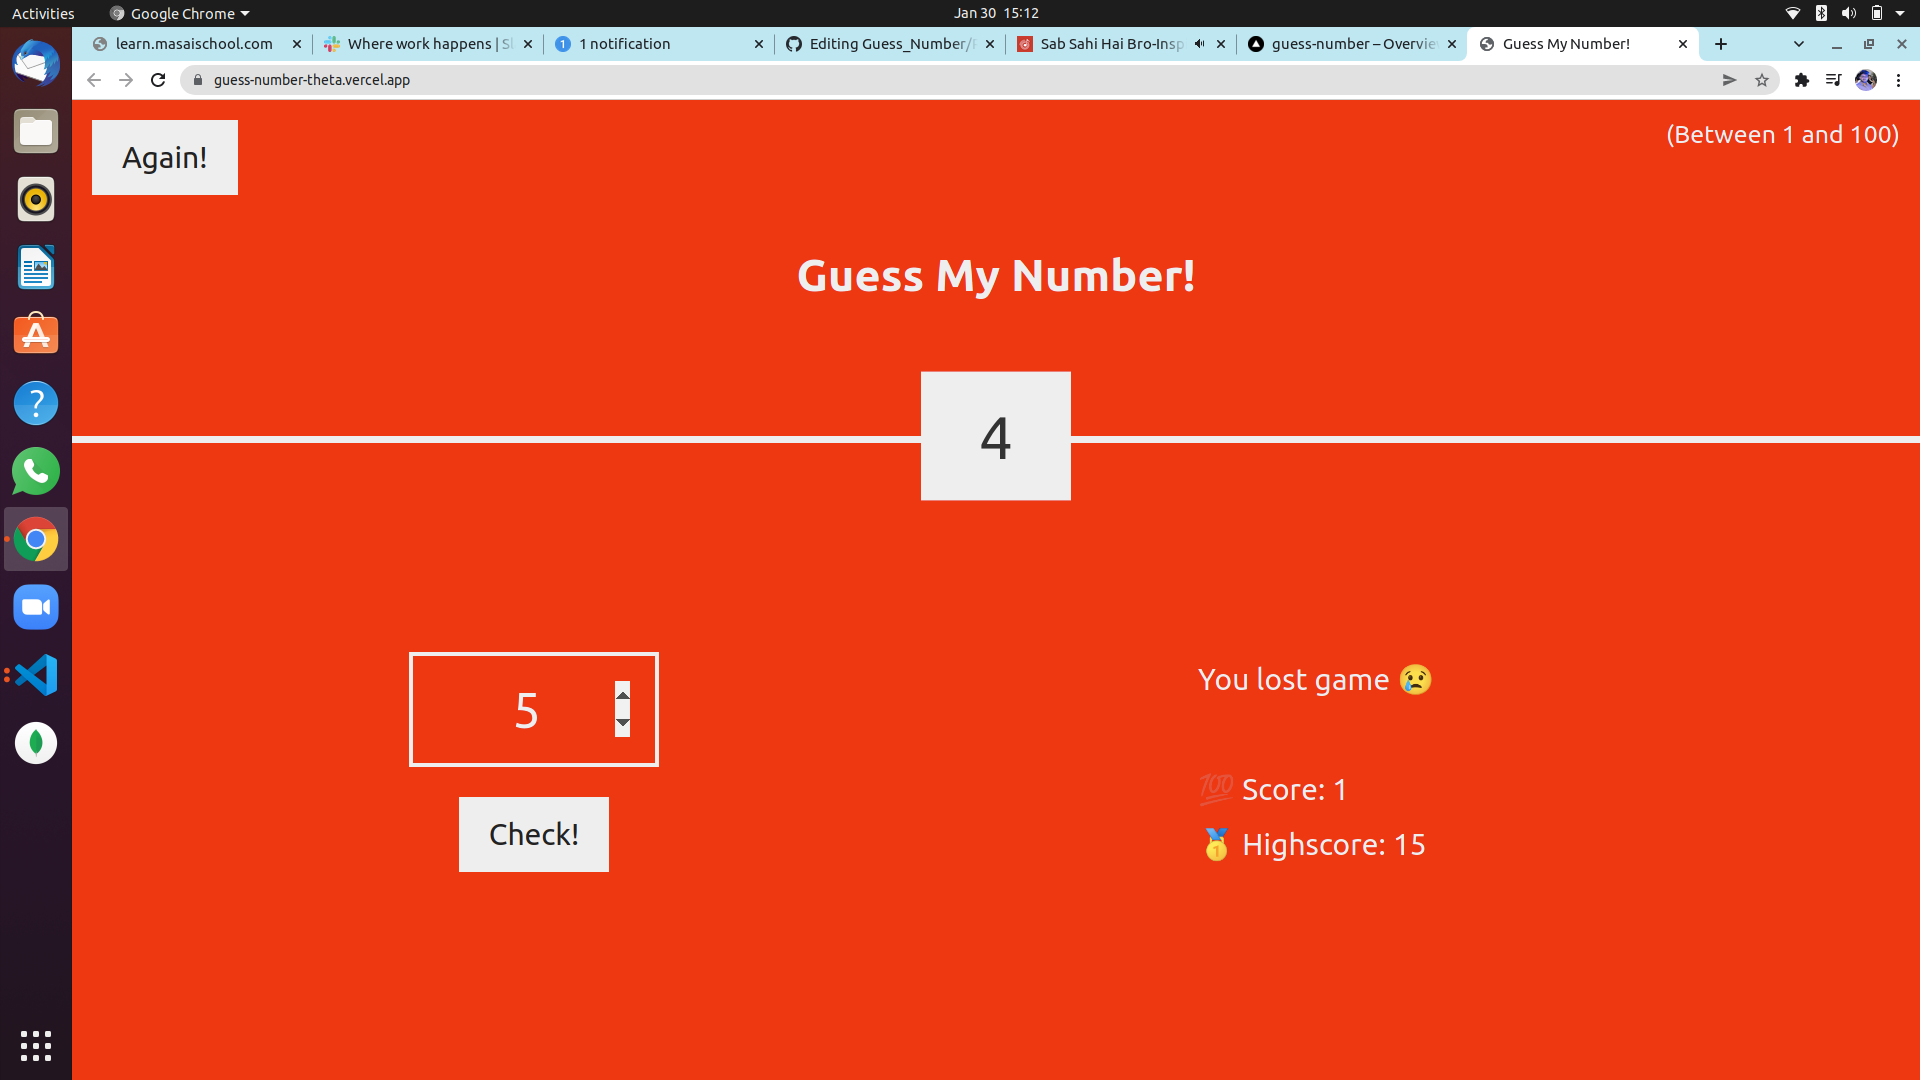 Activities
Google Chrome
Jan 30 15:12
learn.masaischool.com
Where work happens | Sl
1 notification
Editing Guess_Number/
Sab Sahi Hai Bro-Insp
guess-number – Overvie
Guess My Number!
guess-number-theta.vercel.app
Again!
(Between 1 and 100)
Guess My Number!
4
5
Check!
You lost game 😢
💯 Score: 1
🥇 Highscore: 15